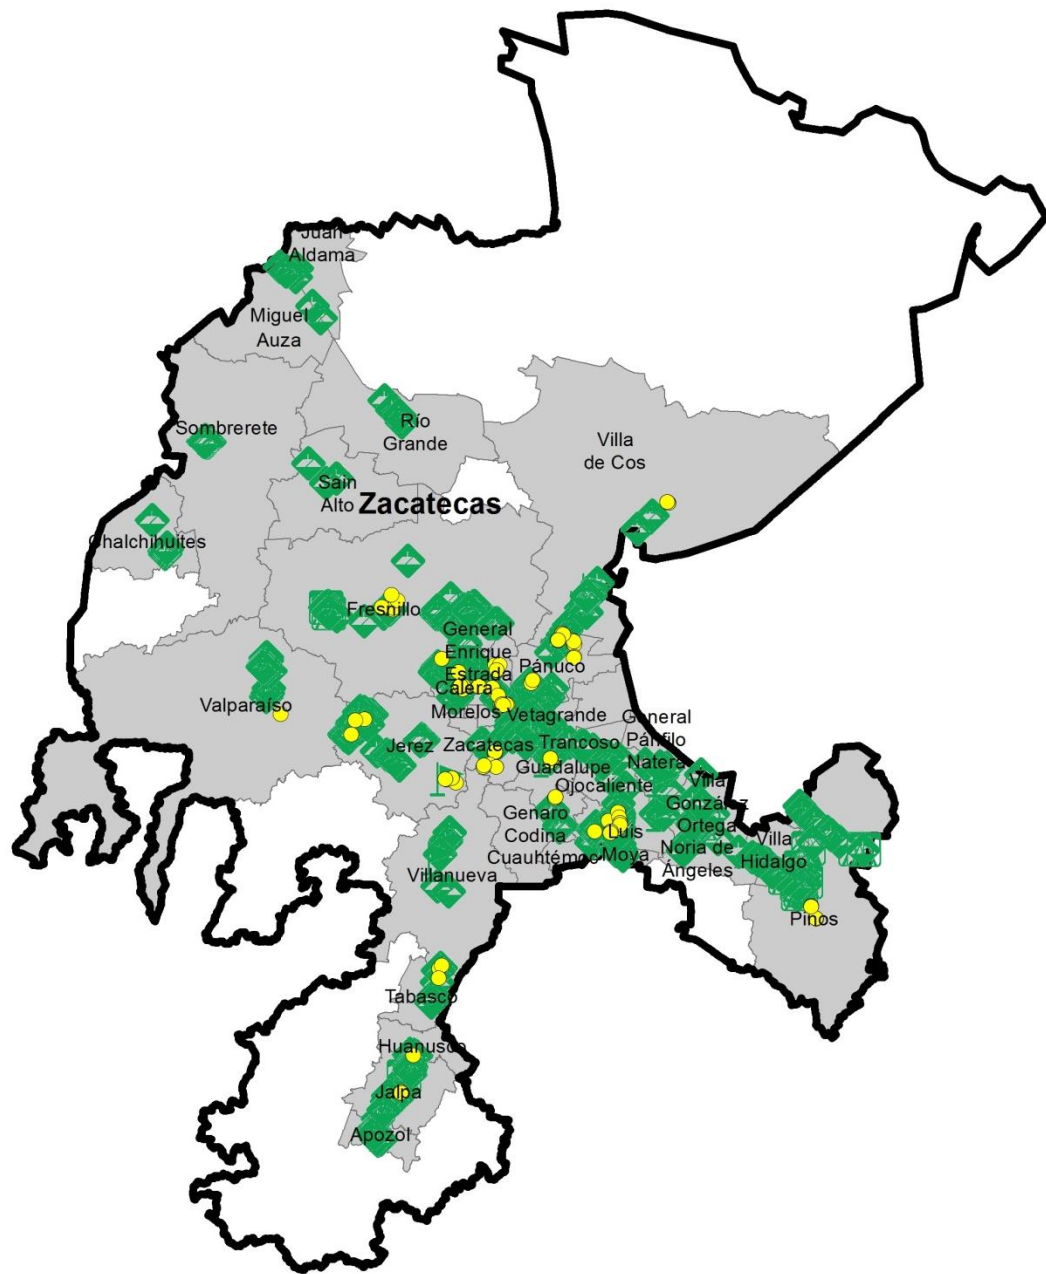 Juan
Aldama
Miguel
Auza
Río
Grande
Sombrerete
Villa
de Cos
Sain
Alto
Zacatecas
Chalchihuites
Fresnillo
General
Enrique
Estrada
Pánuco
Calera
Valparaíso
Morelos
Vetagrande
General
Pánfilo
Natera
Jerez
Zacatecas
Trancoso
Guadalupe
Ojocaliente
Villa
González
Ortega
Genaro
Codina
Cuauhtémoc
Luis
Moya
Noria de
Ángeles
Villa
Hidalgo
Villanueva
Pinos
Tabasco
Huanusco
Jalpa
Apozol